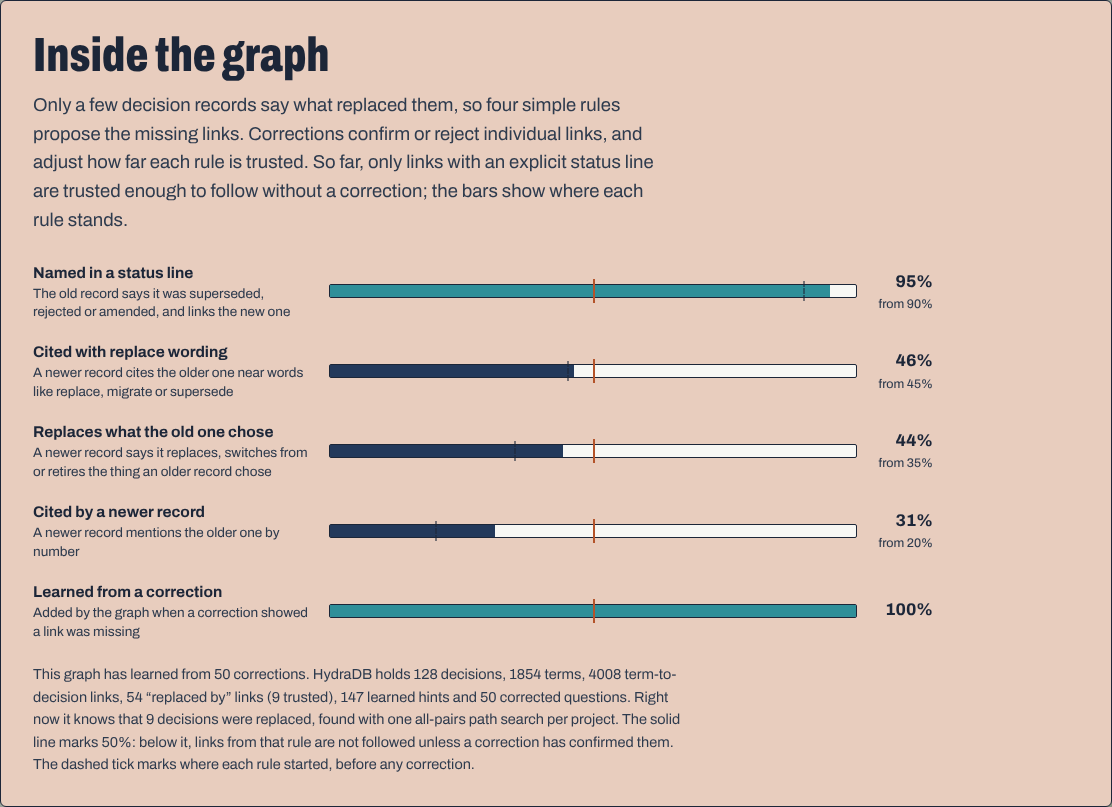 Inside the graph
Only a few decision records say what replaced them, so four simple rules
propose the missing links. Corrections confirm or reject individual links, and
adjust how far each rule is trusted. So far, only links with an explicit status line
are trusted enough to follow without a correction; the bars show where each
rule stands.
Named in a status line
The old record says it was superseded,
rejected or amended, and links the new one
95%
from 90%
Cited with replace wording
A newer record cites the older one near words
like replace, migrate or supersede
46%
from 45%
Replaces what the old one chose
A newer record says it replaces, switches from
or retires the thing an older record chose
44%
from 35%
Cited by a newer record
A newer record mentions the older one by
number
31%
from 20%
Learned from a correction
Added by the graph when a correction showed
a link was missing
100%
This graph has learned from 50 corrections. HydraDB holds 128 decisions, 1854 terms, 4008 term-to-
decision links, 54 “replaced by” links (9 trusted), 147 learned hints and 50 corrected questions. Right
now it knows that 9 decisions were replaced, found with one all-pairs path search per project. The solid
line marks 50%: below it, links from that rule are not followed unless a correction has confirmed them.
The dashed tick marks where each rule started, before any correction.